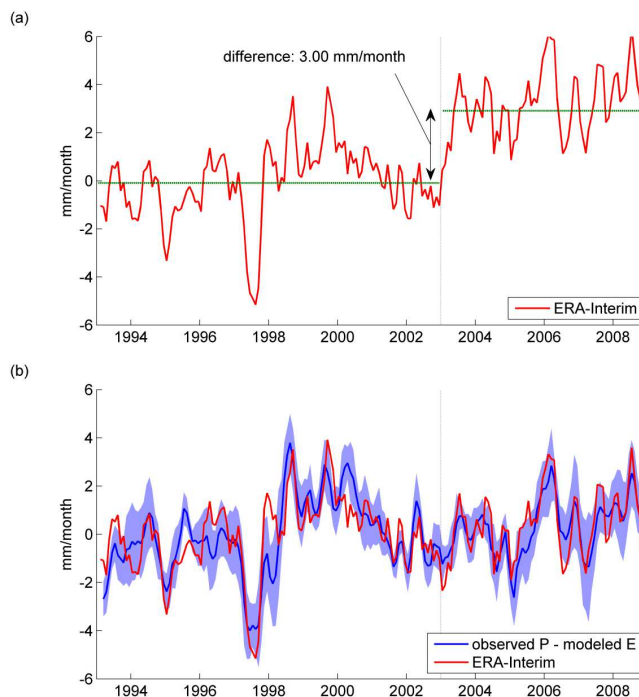 (a)
6
difference: 3.00 mm/month
4
2
mm/month
0
-2
-4
ERA-Interim
-6
1994 1996 1998 2000 2002 2004 2006 2008
(b)
6
4
2
mm/month
0
-2
-4
observed P - modeled E
ERA-Interim
-6
1994 1996 1998 2000 2002 2004 2006 2008